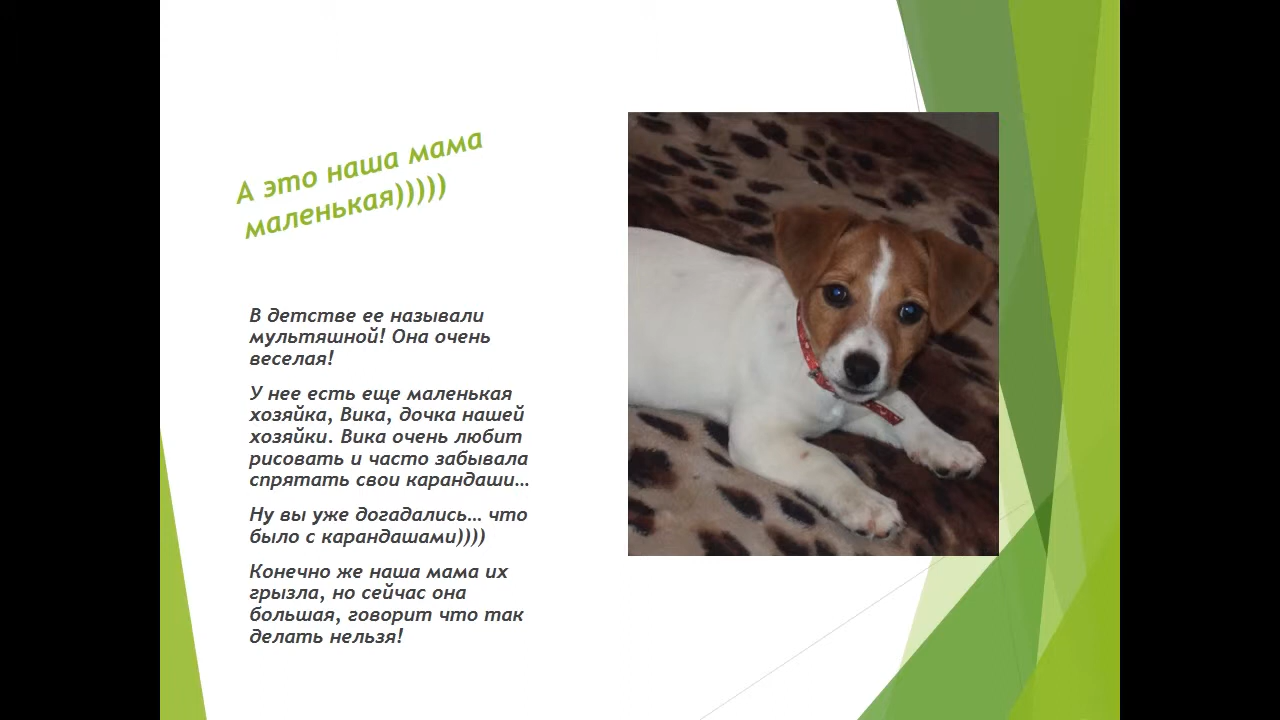 А это наша мама
маленькая)))))
В детстве ее называли
мультяшной! Она очень
веселая!
У нее есть еще маленькая
хозяйка, Вика, дочка нашей
хозяйки. Вика очень любит
рисовать и часто забывала
спрятать свои карандаши…
Ну вы уже догадались… что
было с карандашами))))
Конечно же наша мама их
грызла, но сейчас она
большая, говорит что так
делать нельзя!